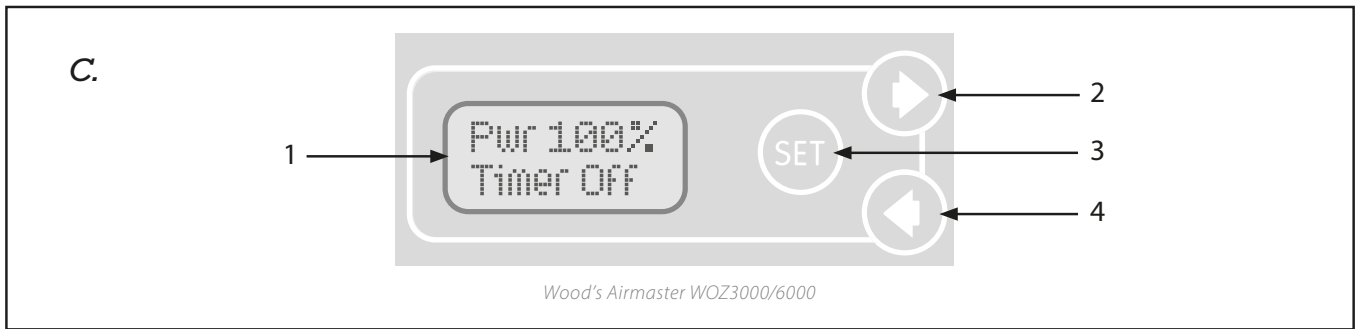 C.
Pwr 100%
Timer Off
SET
1
2
3
4
Wood's Airmaster WOZ3000/6000